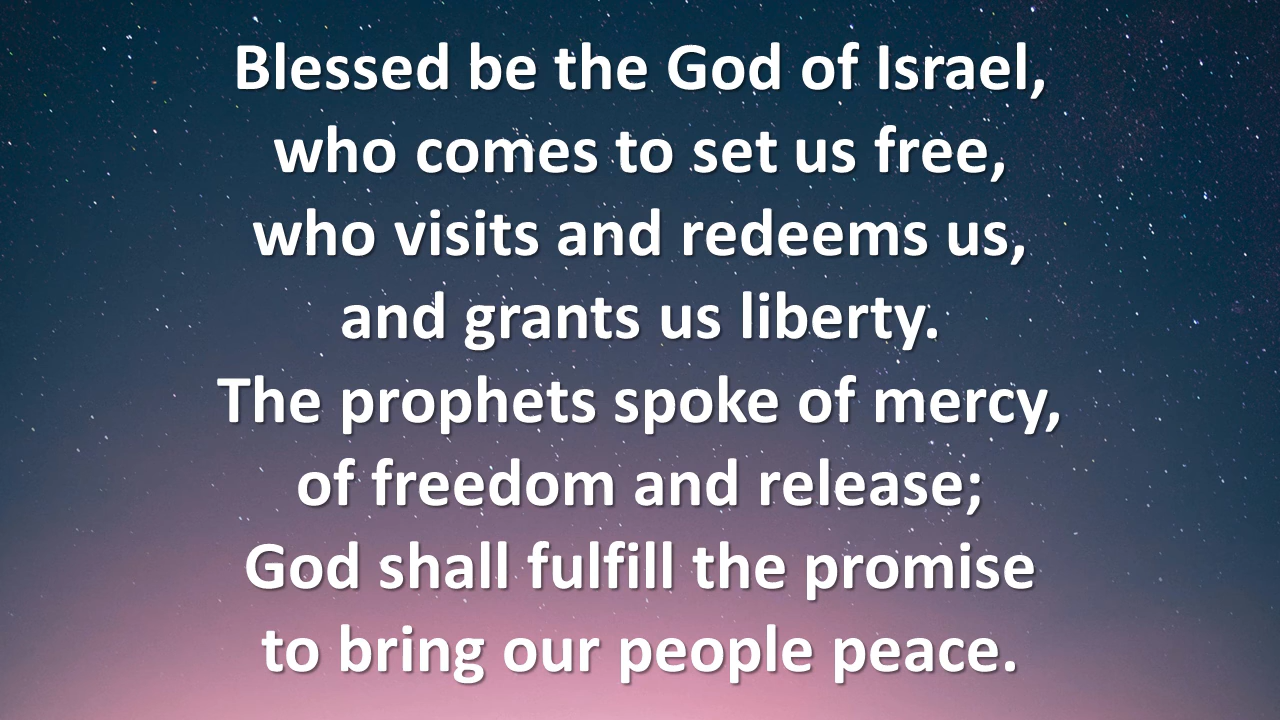 Blessed be the God of Israel,
who comes to set us free,
who visits and redeems us,
and grants us liberty.
The prophets spoke of mercy,
of freedom and release;
God shall fulfill the promise
to bring our people peace.